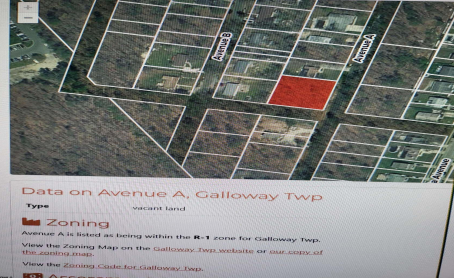 +
−
Avenue B
Avenue A
Avenue
Data on Avenue A, Galloway Twp
Type vacant land
Zoning
Avenue A is listed as being within the R-1 zone for Galloway Twp.
View the Zoning Map on the Galloway Twp website or our copy of
the zoning map.
View the Zoning Code for Galloway Twp.